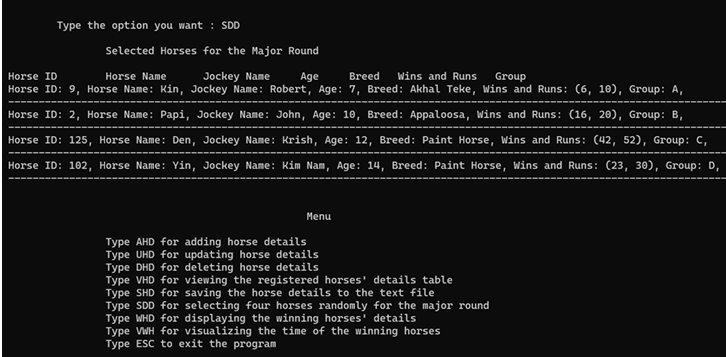 Type the option you want : SDD
Selected Horses for the Major Round
Horse ID Horse Name Jockey Name Age Breed Wins and Runs Group
Horse ID: 9, Horse Name: Kin, Jockey Name: Robert, Age: 7, Breed: Akhal Teke, Wins and Runs: (6, 10), Group: A,
Horse ID: 2, Horse Name: Papi, Jockey Name: John, Age: 10, Breed: Appaloosa, Wins and Runs: (16, 20), Group: B,
Horse ID: 125, Horse Name: Den, Jockey Name: Krish, Age: 12, Breed: Paint Horse, Wins and Runs: (42, 52), Group: C,
Horse ID: 102, Horse Name: Yin, Jockey Name: Kim Nam, Age: 14, Breed: Paint Horse, Wins and Runs: (23, 30), Group: D,
Menu
Type AHD for adding horse details
Type UHD for updating horse details
Type DHD for deleting horse details
Type VHD for viewing the registered horses' details table
Type SHD for saving the horse details to the text file
Type SDD for selecting four horses randomly for the major round
Type WHD for displaying the winning horses' details
Type VWH for visualizing the time of the winning horses
Type ESC to exit the program